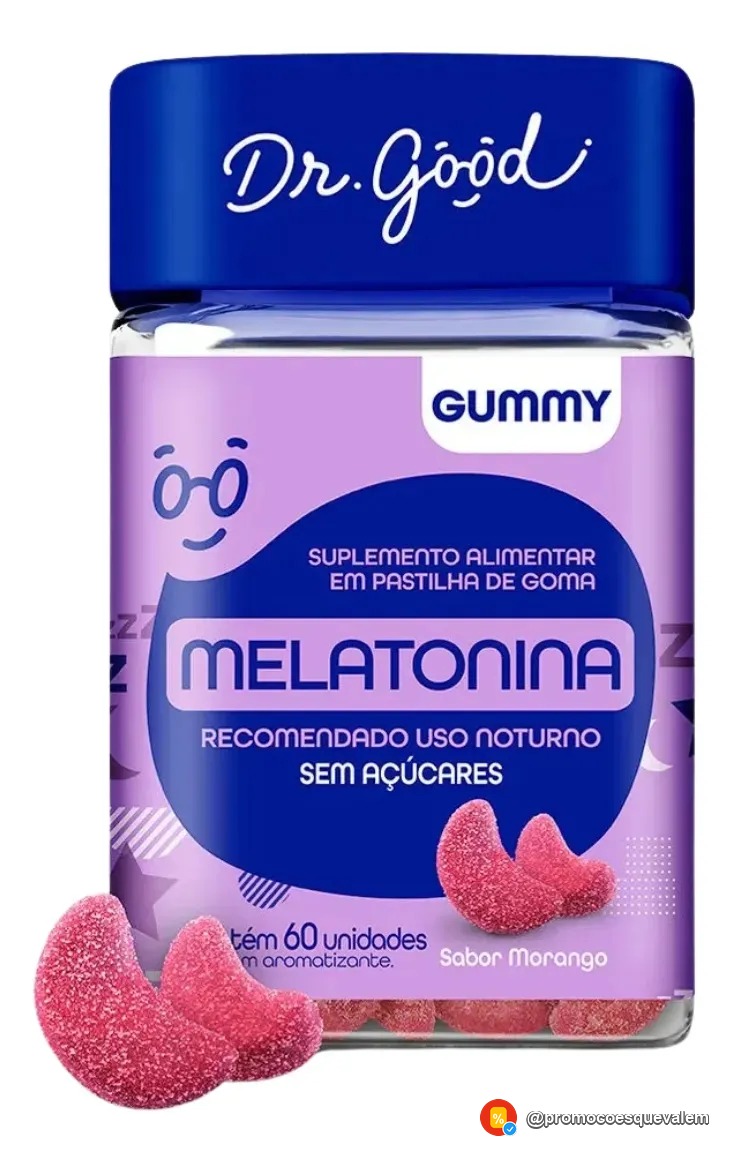 Dr. Good
GUMMY
SUPLEMENTO ALIMENTAR
EM PASTILHA DE GOMA
MELATONINA
RECOMENDADO USO NOTURNO
SEM AÇÚCARES
tém 60 unidades
m aromatizante.
Sabor Morango
@promocoesquevalem